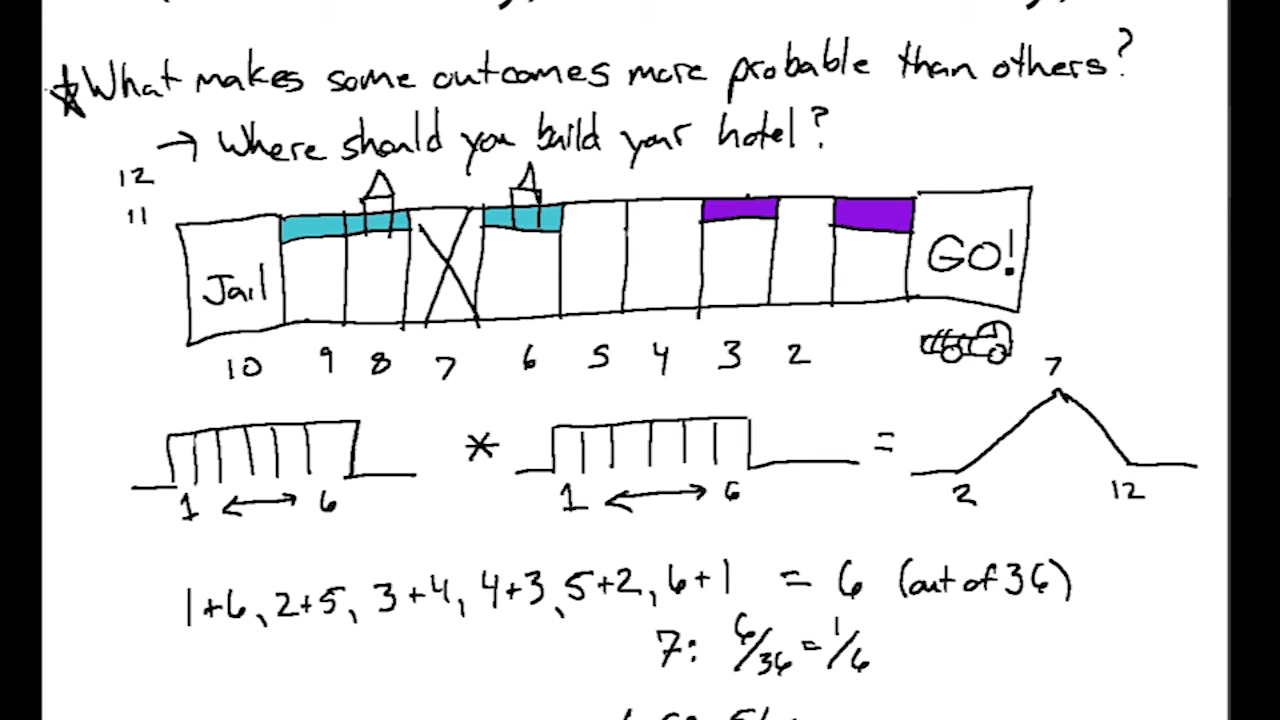 *What makes some outcomes more probable than others?
→ Where should you build your hotel?
12
11
Jail
GO!
10 9 8 7 6 5 4 3 2
7
* =
1 ↔ 6 1 ↔ 6 2 12
1+6, 2+5, 3+4, 4+3, 5+2, 6+1 = 6 (out of 36)
7: 6/36 = 1/6